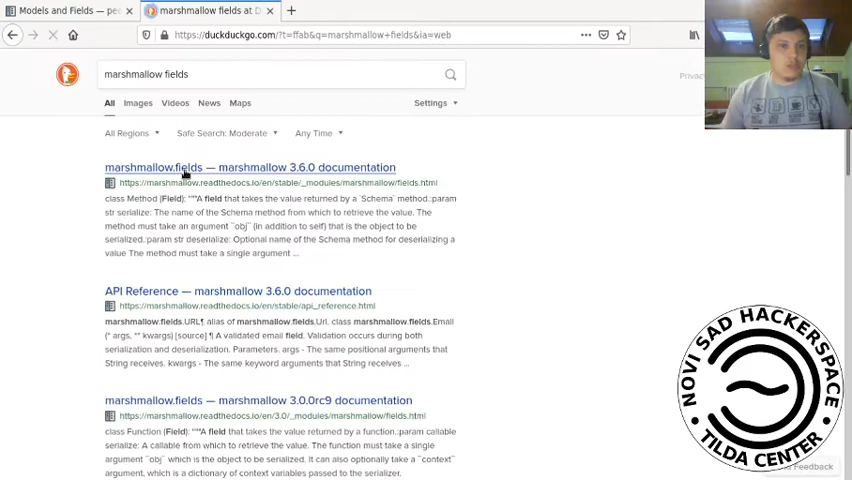 Models and Fields — pee
marshmallow fields at D
https://duckduckgo.com/?t=ffab&q=marshmallow+fields&ia=web
marshmallow fields
All
Images
Videos
News
Maps
Settings
All Regions
Safe Search: Moderate
Any Time
marshmallow.fields — marshmallow 3.6.0 documentation
https://marshmallow.readthedocs.io/en/stable/_modules/marshmallow/fields.html
class Method (Field): """A field that takes the value returned by a `Schema` method.:param
str serialize: The name of the Schema method from which to retrieve the value. The
method must take an argument ``obj`` (in addition to self) that is the object to be
serialized.:param str deserialize: Optional name of the Schema method for deserializing a
value The method must take a single argument ...
API Reference — marshmallow 3.6.0 documentation
https://marshmallow.readthedocs.io/en/stable/api_reference.html
marshmallow.fields.URL¶ alias of marshmallow.fields.Url. class marshmallow.fields.Email
(* args, ** kwargs) [source] ¶ A validated email field. Validation occurs during both
serialization and deserialization. Parameters. args - The same positional arguments that
String receives. kwargs - The same keyword arguments that String receives ...
marshmallow.fields — marshmallow 3.0.0rc9 documentation
https://marshmallow.readthedocs.io/en/3.0/_modules/marshmallow/fields.html
class Function (Field): """A field that takes the value returned by a function.:param callable
serialize: A callable from which to retrieve the value. The function must take a single
argument ``obj`` which is the object to be serialized. It can also optionally take a ``context``
argument, which is a dictionary of context variables passed to the serializer.
Privac
Feedback
NOVI SAD HACKERSPACE
TILDA CENTER